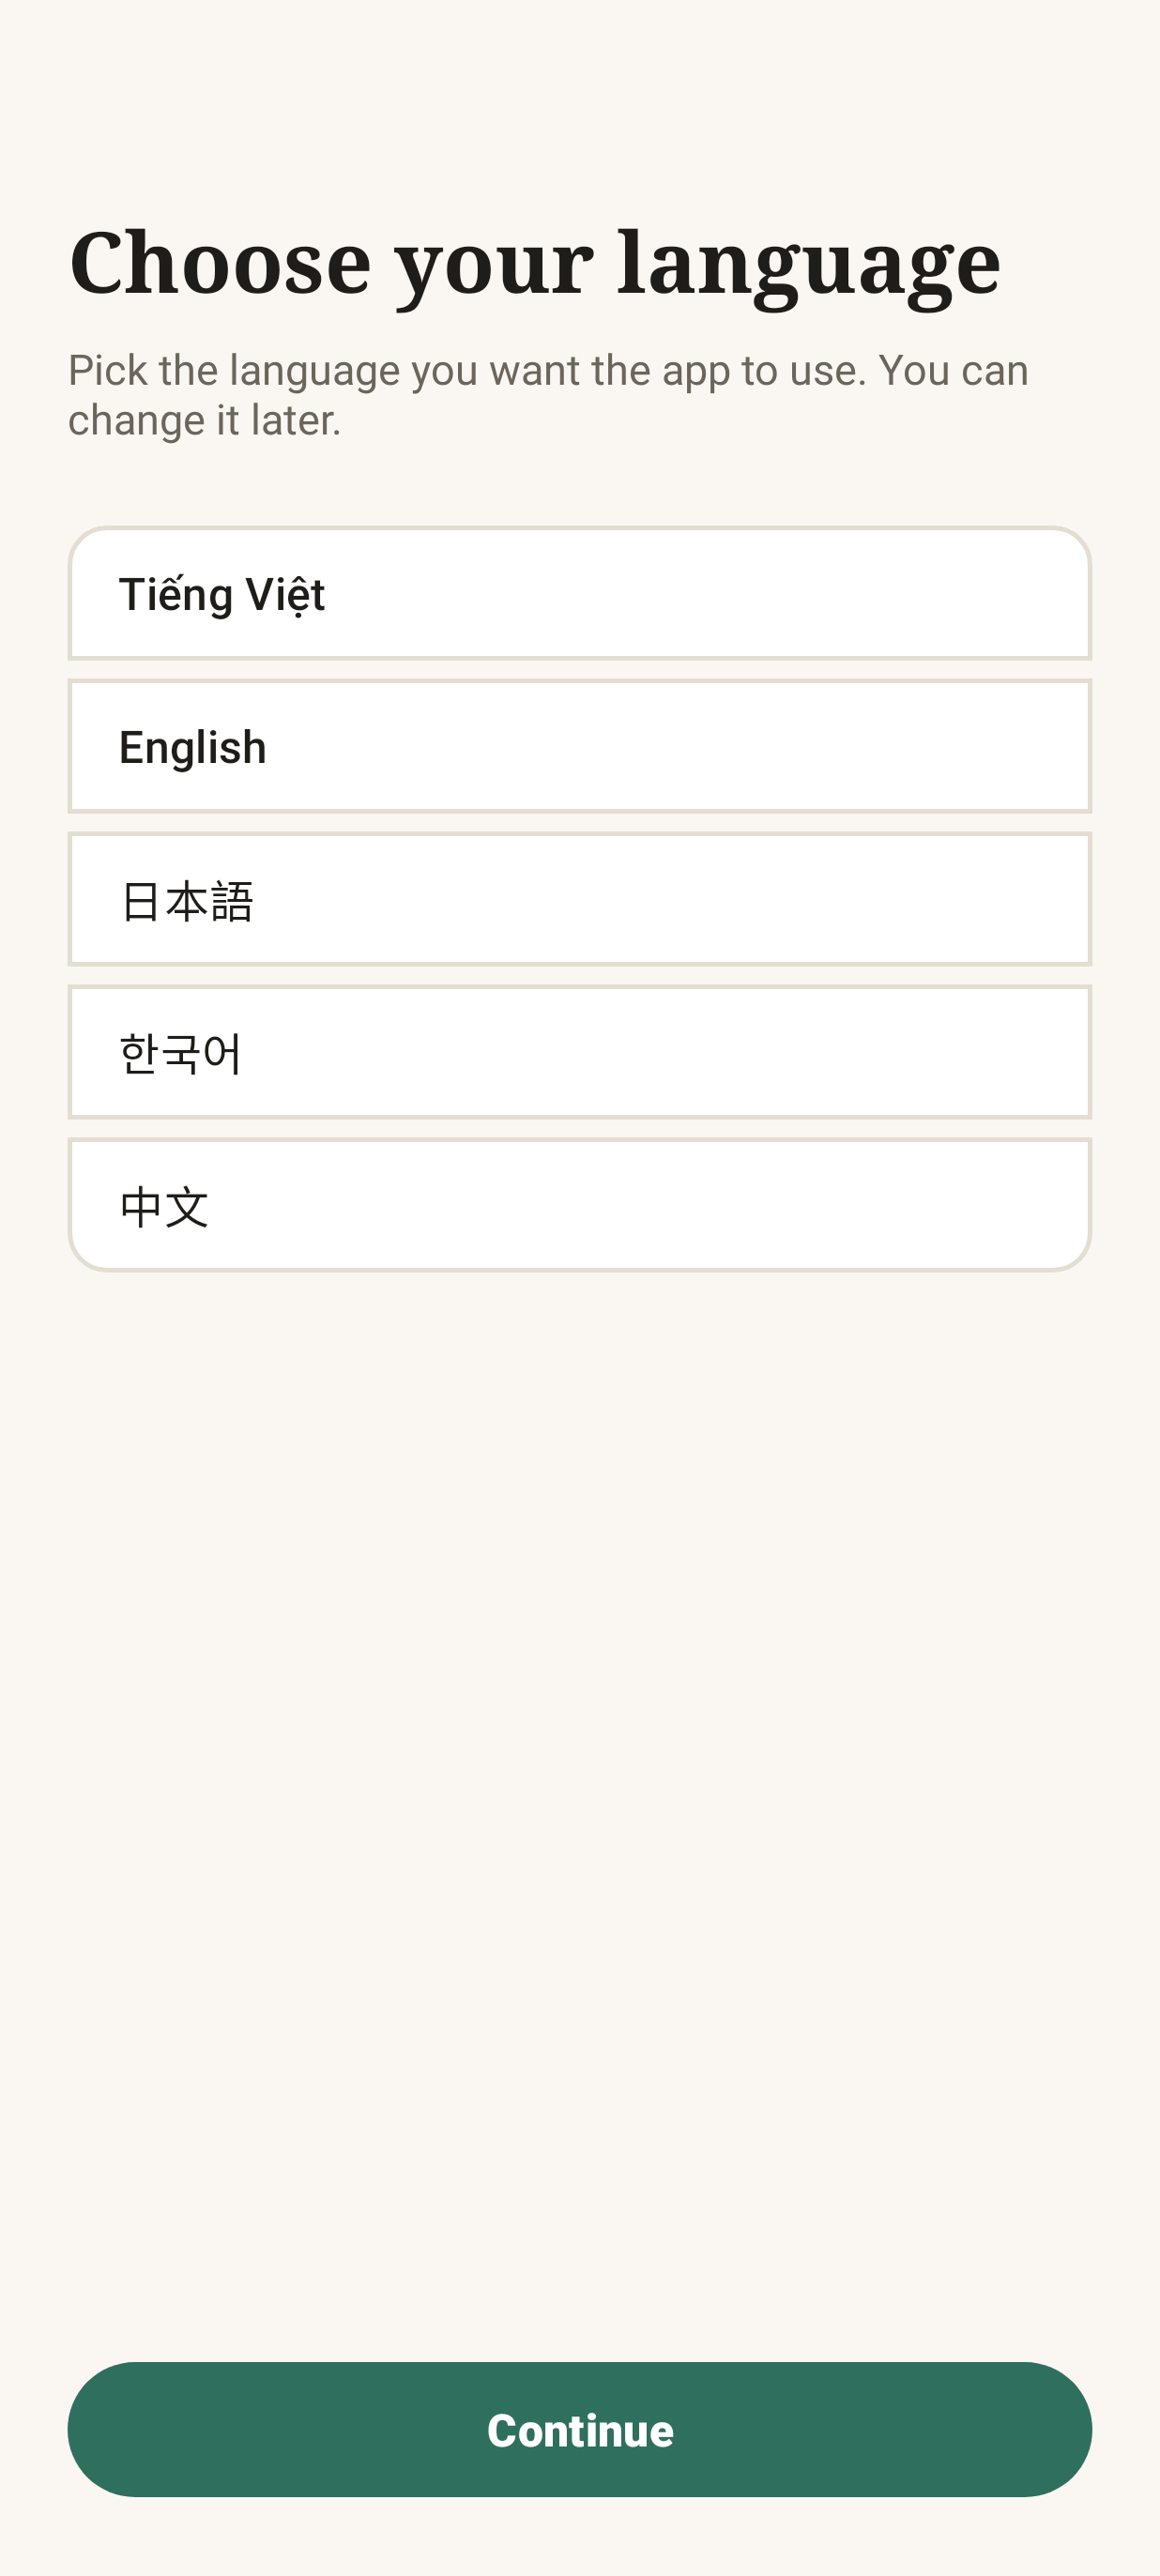 Choose your language
Pick the language you want the app to use. You can
change it later.
Tiếng Việt
English
日本語
한국어
中文
Continue